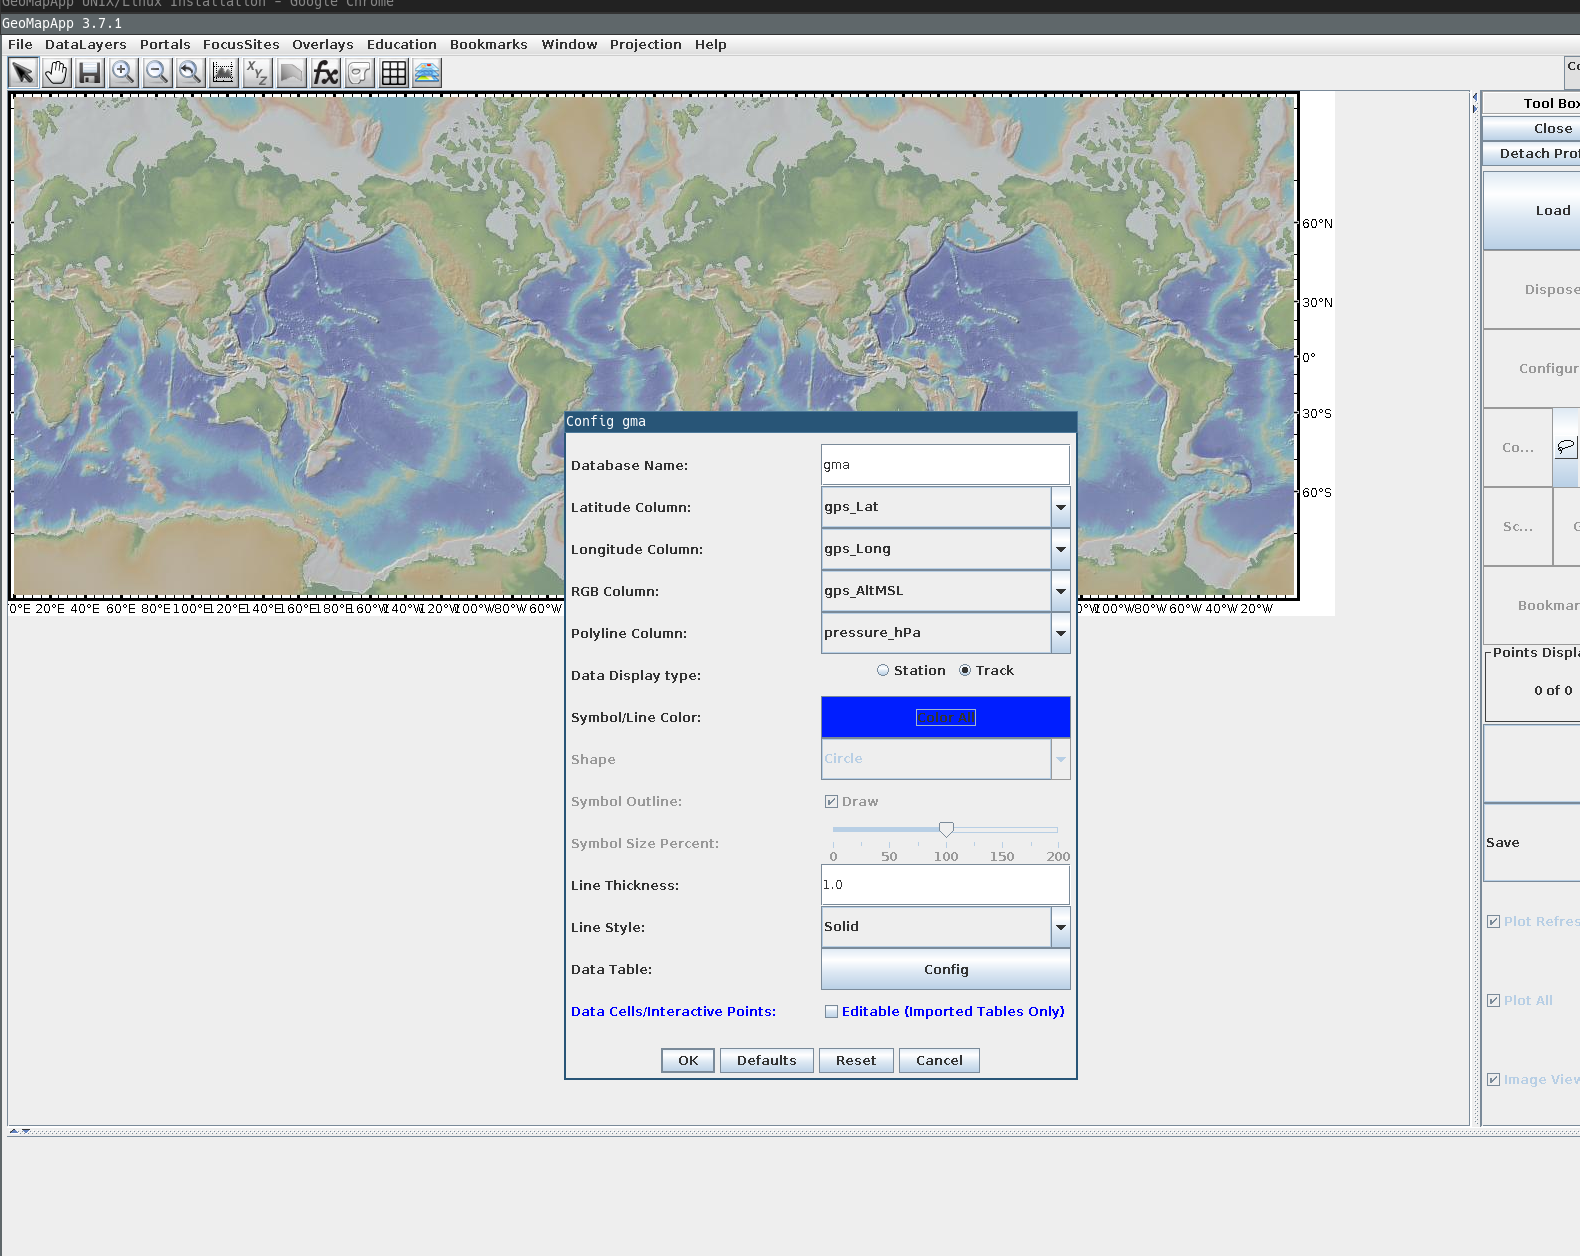 GeoMapApp UNIX/Linux Installation - Google Chrome
GeoMapApp 3.7.1
File DataLayers Portals FocusSites Overlays Education Bookmarks Window Projection Help
XYZ
fx
Co
Tool Box
Close
Detach Prof
Load
Dispose
Configur
Co...
Sc... G
Bookmar
Points Displa
0 of 0
Save
Plot Refres
Plot All
Image View
60°N
30°N
0°
30°S
60°S
0°E 20°E 40°E 60°E 80°E 100°E 120°E 140°E 160°E 180°E 160°W 140°W 120°W 100°W 80°W 60°W
100°W 80°W 60°W 40°W 20°W
Config gma
Database Name: gma
Latitude Column: gps_Lat
Longitude Column: gps_Long
RGB Column: gps_AltMSL
Polyline Column: pressure_hPa
Data Display type: Station Track
Symbol/Line Color: Color All
Shape Circle
Symbol Outline: Draw
Symbol Size Percent: 0 50 100 150 200
Line Thickness: 1.0
Line Style: Solid
Data Table: Config
Data Cells/Interactive Points: Editable (Imported Tables Only)
OK Defaults Reset Cancel